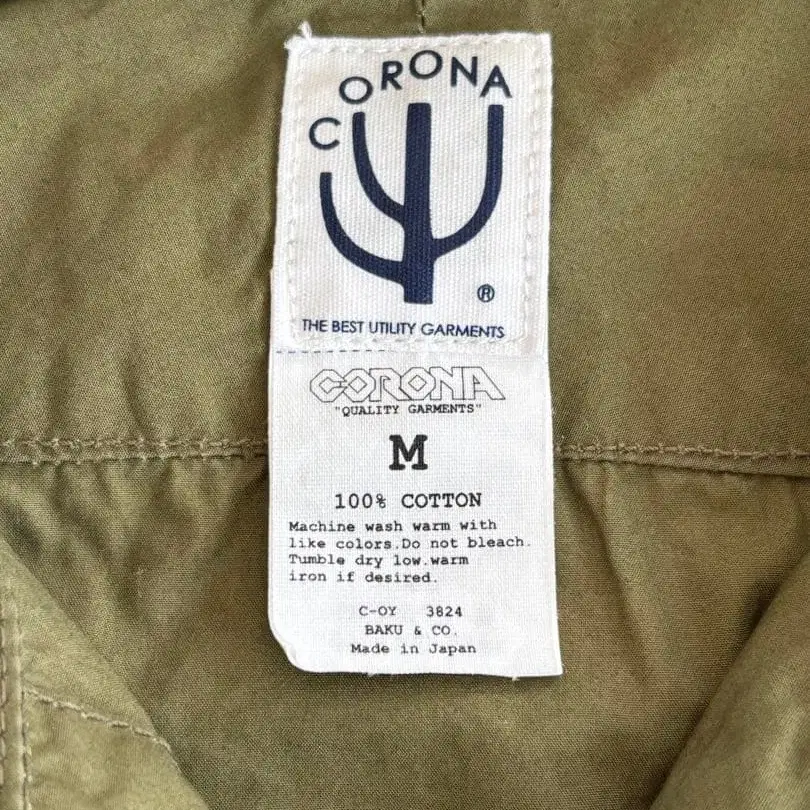 CORONA
®
THE BEST UTILITY GARMENTS
CORONA
"QUALITY GARMENTS"
M
100% COTTON
Machine wash warm with
like colors.Do not bleach.
Tumble dry low.warm
iron if desired.
C-OY 3824
BAKU & CO.
Made in Japan